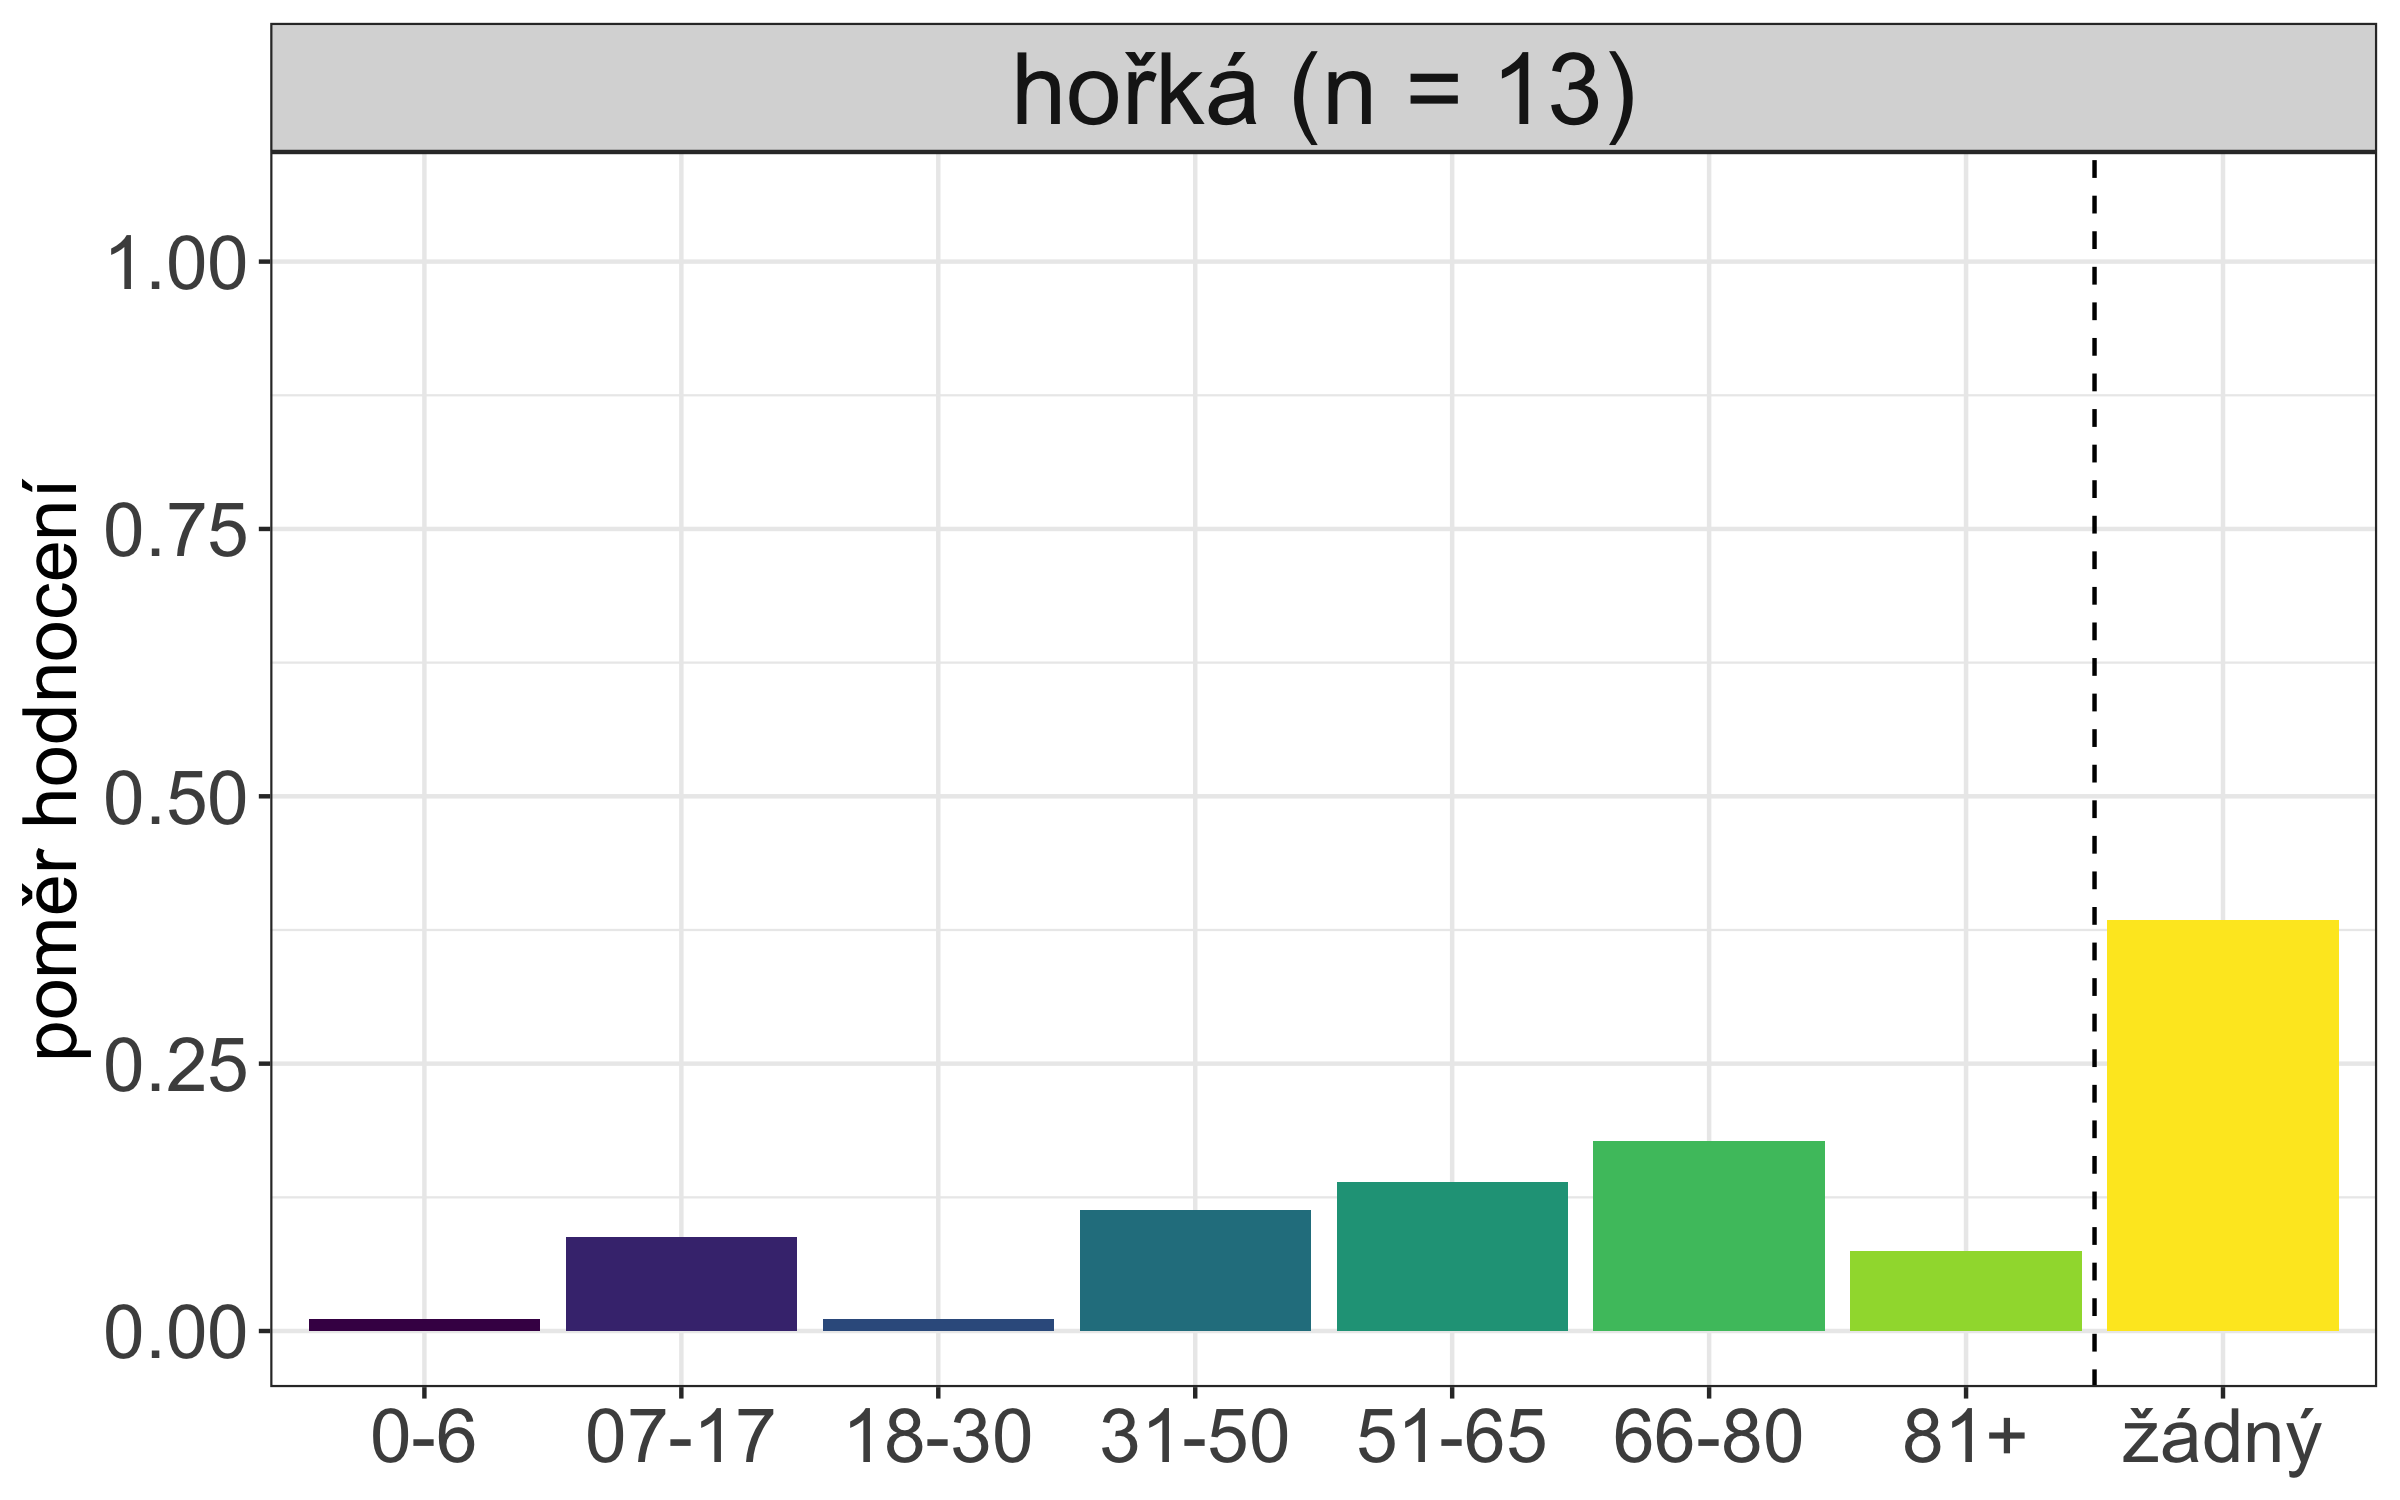 hořká (n = 13)
poměr hodnocení
1.00
0.75
0.50
0.25
0.00
0-6 07-17 18-30 31-50 51-65 66-80 81+ žádný